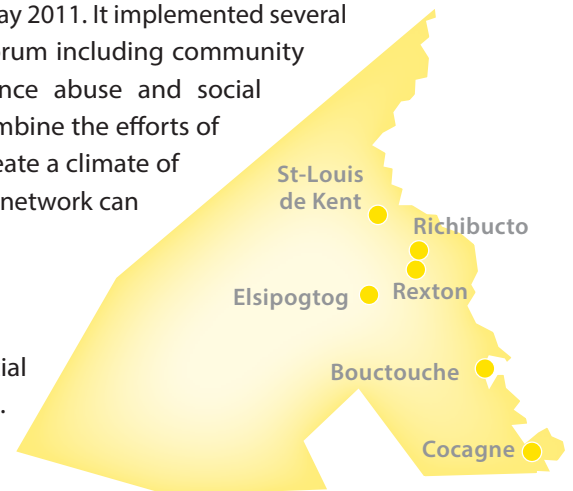 ay 2011. It implemented several
orum including community
nce abuse and social
mbine the efforts of
eate a climate of
network can
ial
.
St-Louis
de Kent
Richibucto
Elsipogtog
Rexton
Bouctouche
Cocagne